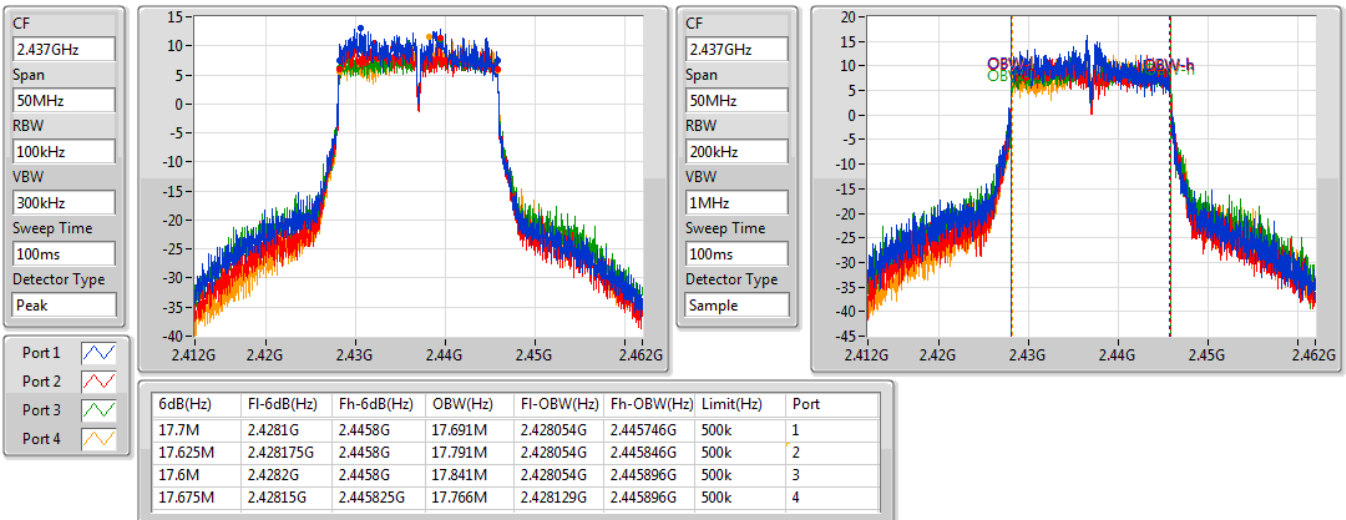 CF
2.437GHz
Span
50MHz
RBW
100kHz
VBW
300kHz
Sweep Time
100ms
Detector Type
Peak
15
10
5
0
-5
-10
-15
-20
-25
-30
-35
-40
2.412G 2.42G 2.43G 2.44G 2.45G 2.462G
CF
2.437GHz
Span
50MHz
RBW
200kHz
VBW
1MHz
Sweep Time
100ms
Detector Type
Sample
20
15
10
5
0
-5
-10
-15
-20
-25
-30
-35
-40
-45
OBW-h
2.412G 2.42G 2.43G 2.44G 2.45G 2.462G
Port 1
Port 2
Port 3
Port 4
6dB(Hz) Fl-6dB(Hz) Fh-6dB(Hz) OBW(Hz) Fl-OBW(Hz) Fh-OBW(Hz) Limit(Hz) Port
17.7M 2.4281G 2.4458G 17.691M 2.428054G 2.445746G 500k 1
17.625M 2.428175G 2.4458G 17.791M 2.428054G 2.445846G 500k 2
17.6M 2.4282G 2.4458G 17.841M 2.428054G 2.445896G 500k 3
17.675M 2.42815G 2.445825G 17.766M 2.428129G 2.445896G 500k 4